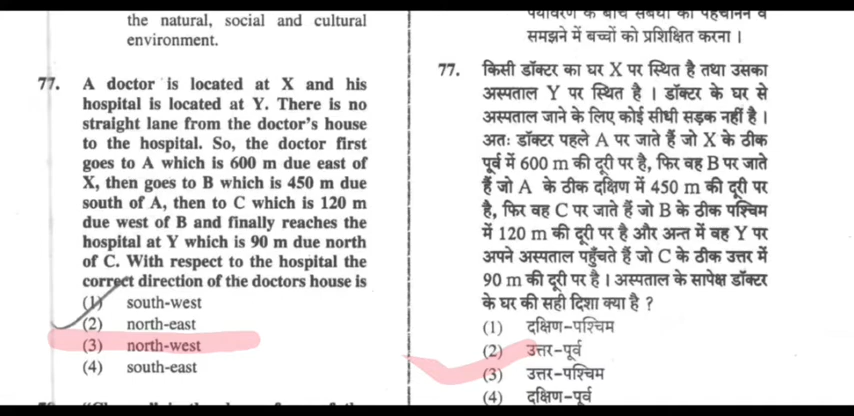 the natural, social and cultural
environment.
77. A doctor is located at X and his
hospital is located at Y. There is no
straight lane from the doctor's house
to the hospital. So, the doctor first
goes to A which is 600 m due east of
X, then goes to B which is 450 m due
south of A, then to C which is 120 m
due west of B and finally reaches the
hospital at Y which is 90 m due north
of C. With respect to the hospital the
correct direction of the doctors house is
(1) south-west
(2) north-east
(3) north-west
(4) south-east
पर्यावरण के बीच संबंधों को पहचानने व
समझने में बच्चों को प्रशिक्षित करना ।
77. किसी डॉक्टर का घर X पर स्थित है तथा उसका
अस्पताल Y पर स्थित है । डॉक्टर के घर से
अस्पताल जाने के लिए कोई सीधी सड़क नहीं है ।
अतः डॉक्टर पहले A पर जाते हैं जो X के ठीक
पूर्व में 600 m की दूरी पर है, फिर वह B पर जाते
हैं जो A के ठीक दक्षिण में 450 m की दूरी पर
है, फिर वह C पर जाते हैं जो B के ठीक पश्चिम
में 120 m की दूरी पर है और अन्त में वह Y पर
अपने अस्पताल पहुँचते हैं जो C के ठीक उत्तर में
90 m की दूरी पर है । अस्पताल के सापेक्ष डॉक्टर
के घर की सही दिशा क्या है ?
(1) दक्षिण-पश्चिम
(2) उत्तर-पूर्व
(3) उत्तर-पश्चिम
(4) दक्षिण-पूर्व